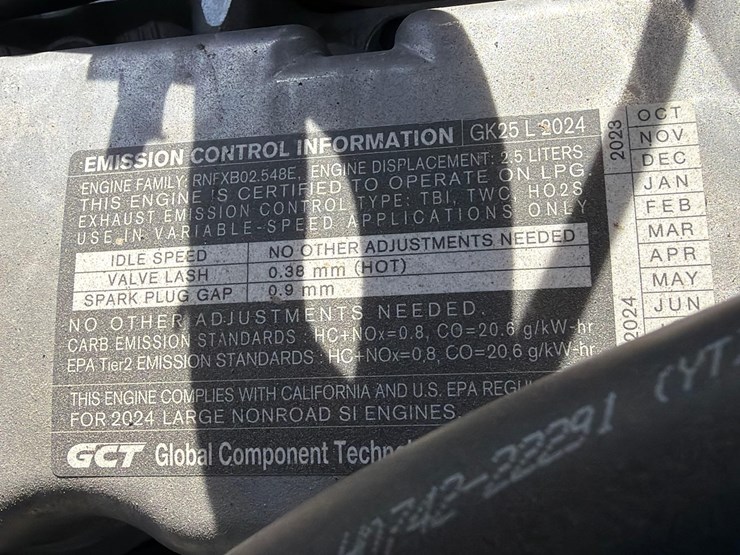 EMISSION CONTROL INFORMATION GK25 L 2024
ENGINE FAMILY: RNFXB02.548E, ENGINE DISPLACEMENT: 2.5 LITERS
THIS ENGINE IS CERTIFIED TO OPERATE ON LPG.
EXHAUST EMISSION CONTROL TYPE: TBI, TWC, HO2S
USE IN VARIABLE-SPEED APPLICATIONS ONLY
IDLE SPEED NO OTHER ADJUSTMENTS NEEDED
VALVE LASH 0.38 mm (HOT)
SPARK PLUG GAP 0.9 mm
NO OTHER ADJUSTMENTS NEEDED.
CARB EMISSION STANDARDS : HC+NOx=0.8, CO=20.6 g/kW-hr
EPA Tier2 EMISSION STANDARDS : HC+NOx=0.8, CO=20.6 g/kW-hr
THIS ENGINE COMPLIES WITH CALIFORNIA AND U.S. EPA
FOR 2024 LARGE NONROAD SI ENGINES.
GCT Global Component
2023
OCT
NOV
DEC
2024
JAN
FEB
MAR
APR
MAY
JUN
41742-22291 (YT